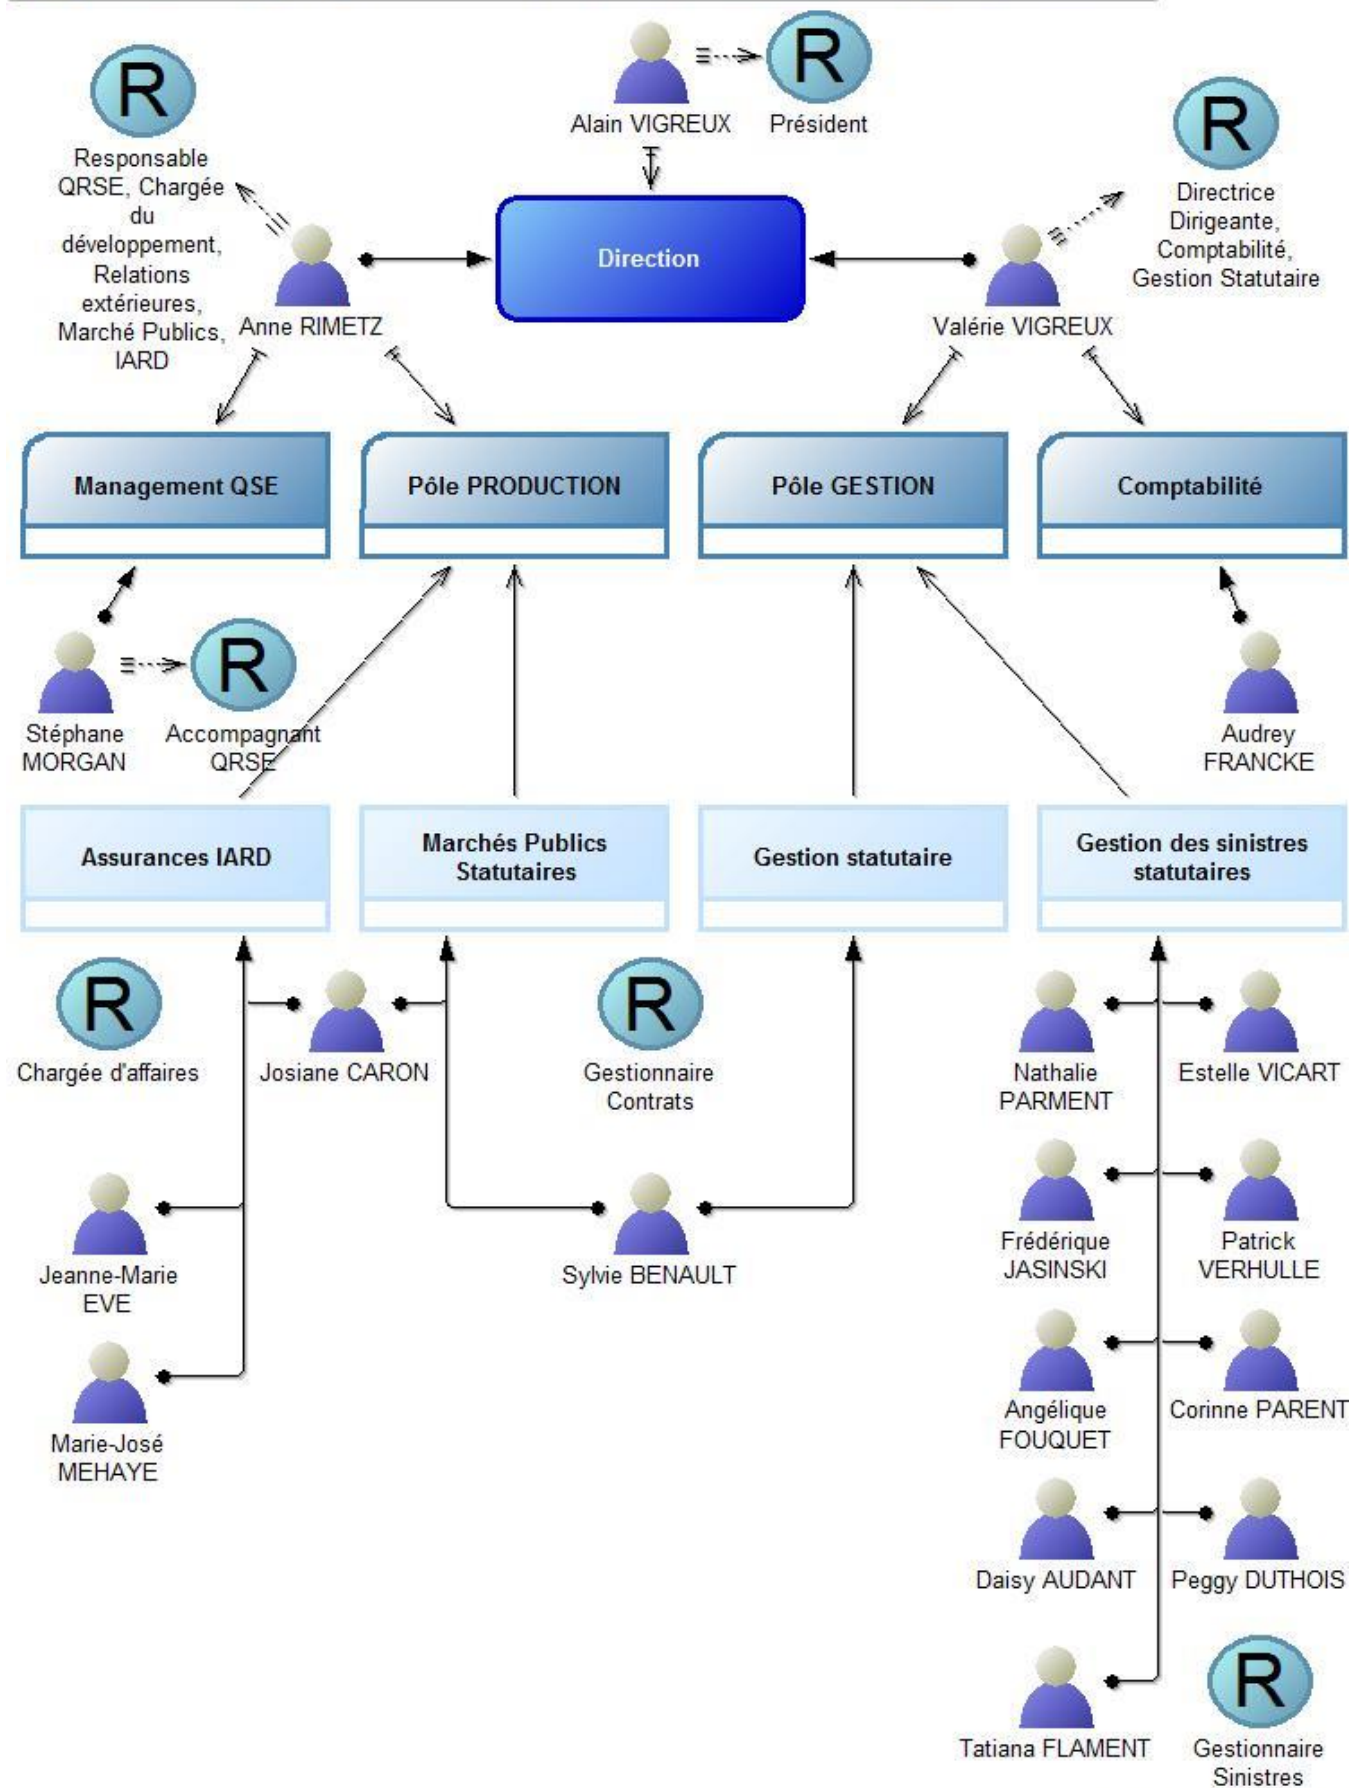 R
Alain VIGREUX
R
Président
R
Responsable
QRSE, Chargée
du
développement,
Relations
extérieures,
Marché Publics,
IARD
Anne RIMETZ
Direction
Valérie VIGREUX
R
Directrice
Dirigeante,
Comptabilité,
Gestion Statutaire
Management QSE
Pôle PRODUCTION
Pôle GESTION
Comptabilité
Stéphane
MORGAN
R
Accompagnant
QRSE
Audrey
FRANCKE
Assurances IARD
Marchés Publics
Statutaires
Gestion statutaire
Gestion des sinistres
statutaires
R
Chargée d'affaires
Josiane CARON
Gestionnaire
Contrats
Nathalie
PARMENT
Estelle VICART
Jeanne-Marie
EVE
Sylvie BENAULT
Frédérique
JASINSKI
Patrick
VERHULLE
Marie-José
MEHAYE
Angélique
FOUQUET
Corinne PARENT
Daisy AUDANT
Peggy DUTHOIS
Tatiana FLAMENT
R
Gestionnaire
Sinistres